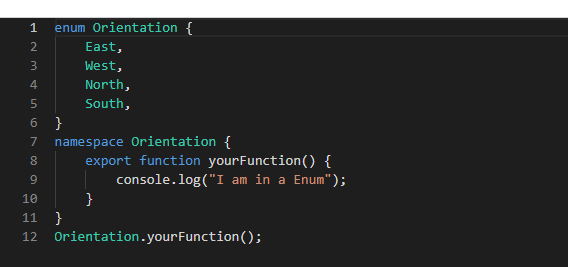 1 enum Orientation {
2     East,
3     West,
4     North,
5     South,
6 }
7 namespace Orientation {
8     export function yourFunction() {
9         console.log("I am in a Enum");
10     }
11 }
12 Orientation.yourFunction();